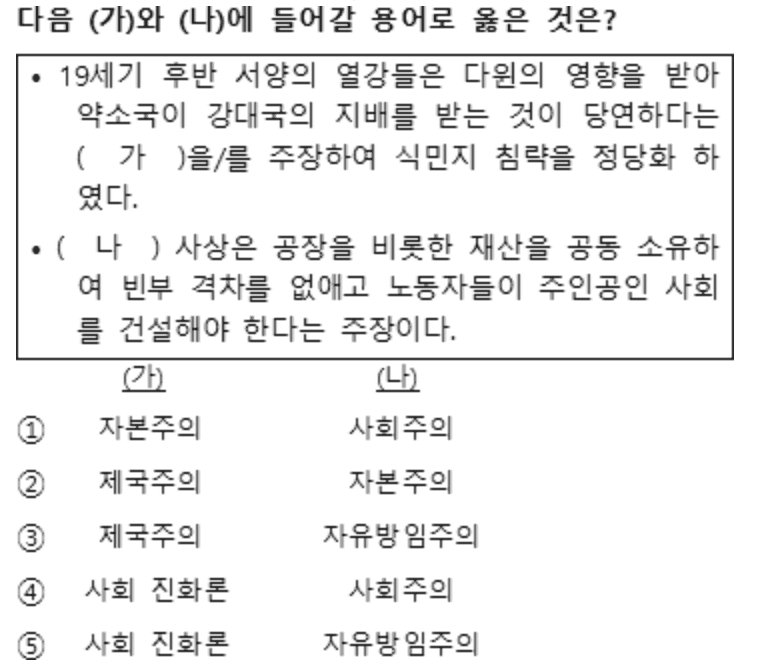 다음 (가)와 (나)에 들어갈 용어로 옳은 것은?
• 19세기 후반 서양의 열강들은 다윈의 영향을 받아
약소국이 강대국의 지배를 받는 것이 당연하다는
( 가 )을/를 주장하여 식민지 침략을 정당화 하
였다.
• ( 나 ) 사상은 공장을 비롯한 재산을 공동 소유하
여 빈부 격차를 없애고 노동자들이 주인공인 사회
를 건설해야 한다는 주장이다.
(가) (나)
① 자본주의 사회주의
② 제국주의 자본주의
③ 제국주의 자유방임주의
④ 사회 진화론 사회주의
⑤ 사회 진화론 자유방임주의